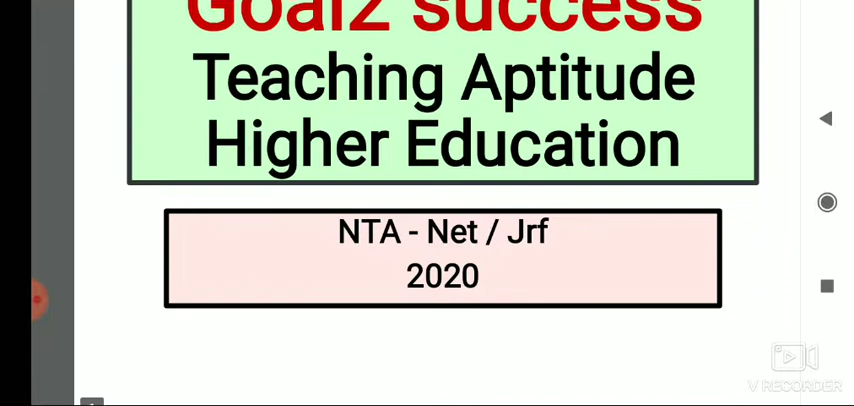 Goal2 success
Teaching Aptitude
Higher Education
NTA - Net / Jrf
2020
V RECORDER